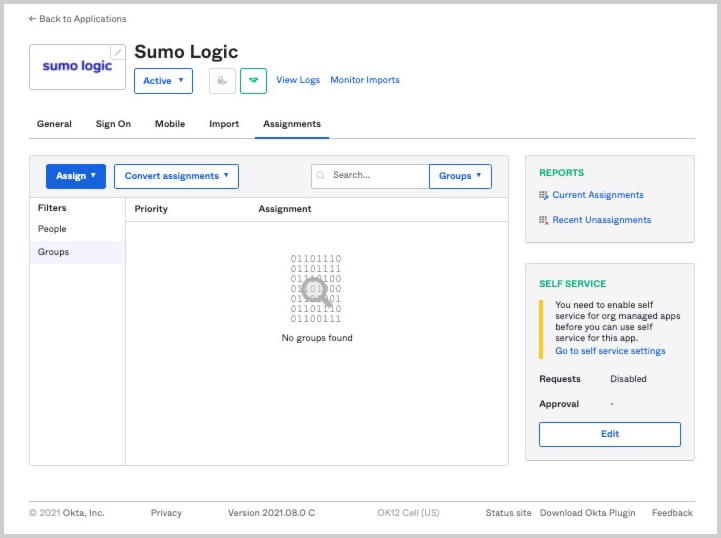 ← Back to Applications
sumo logic
Sumo Logic
Active
View Logs
Monitor Imports
General
Sign On
Mobile
Import
Assignments
Assign
Convert assignments
Search...
Groups
Filters
Priority
Assignment
People
Groups
01101110
01101111
01110100
01101000
01101001
01101110
01100111
No groups found
REPORTS
Current Assignments
Recent Unassignments
SELF SERVICE
You need to enable self
service for org managed apps
before you can use self
service for this app.
Go to self service settings
Requests Disabled
Approval -
Edit
© 2021 Okta, Inc.
Privacy
Version 2021.08.0 C
OK12 Cell (US)
Status site
Download Okta Plugin
Feedback